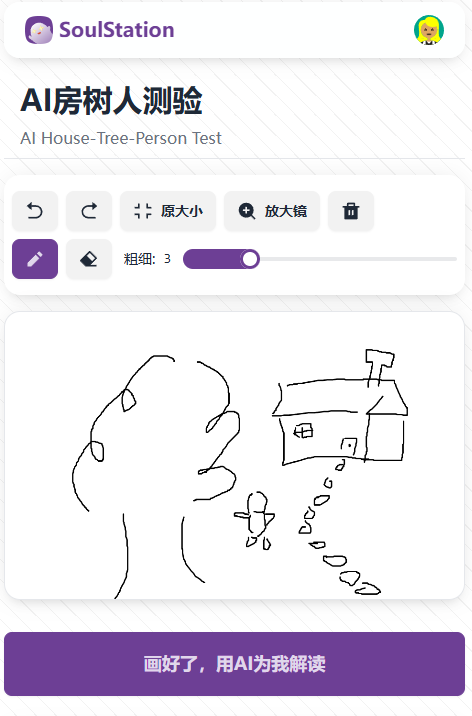 SoulStation
AI房树人测验
AI House-Tree-Person Test
原大小 放大镜
粗细: 3
画好了，用AI为我解读